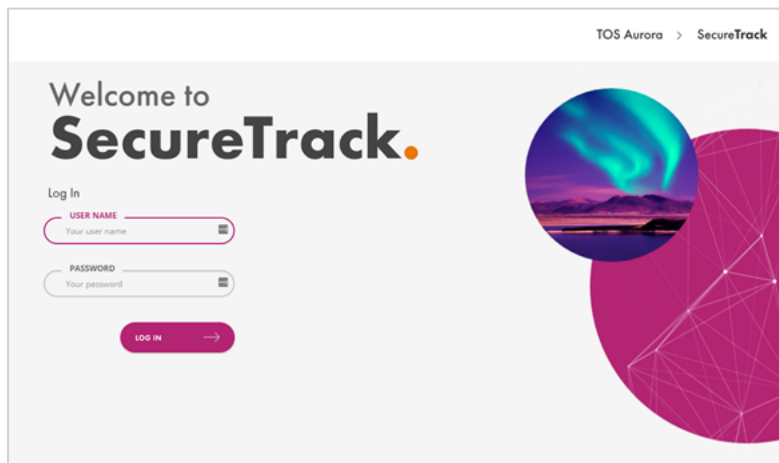 TOS Aurora > SecureTrack
Welcome to
SecureTrack.
Log In
USER NAME
Your user name
PASSWORD
Your password
LOG IN